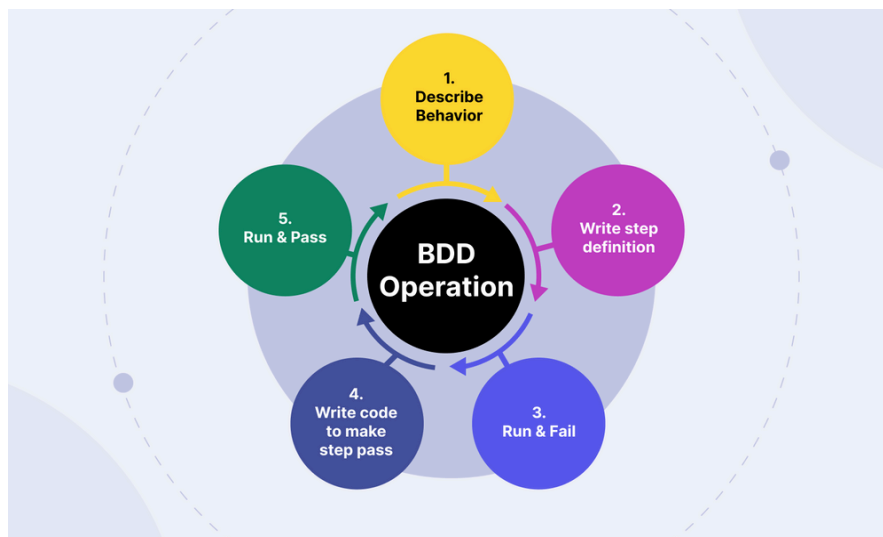 1.
Describe
Behavior
2.
Write step
definition
3.
Run & Fail
4.
Write code
to make
step pass
5.
Run & Pass
BDD
Operation